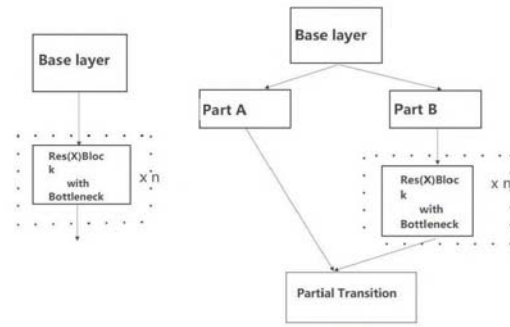 Base layer
Res(X)Bloc
k
with
Bottleneck
x n
Base layer
Part A
Part B
Res(X)Bloc
k
with
Bottleneck
x n
Partial Transition